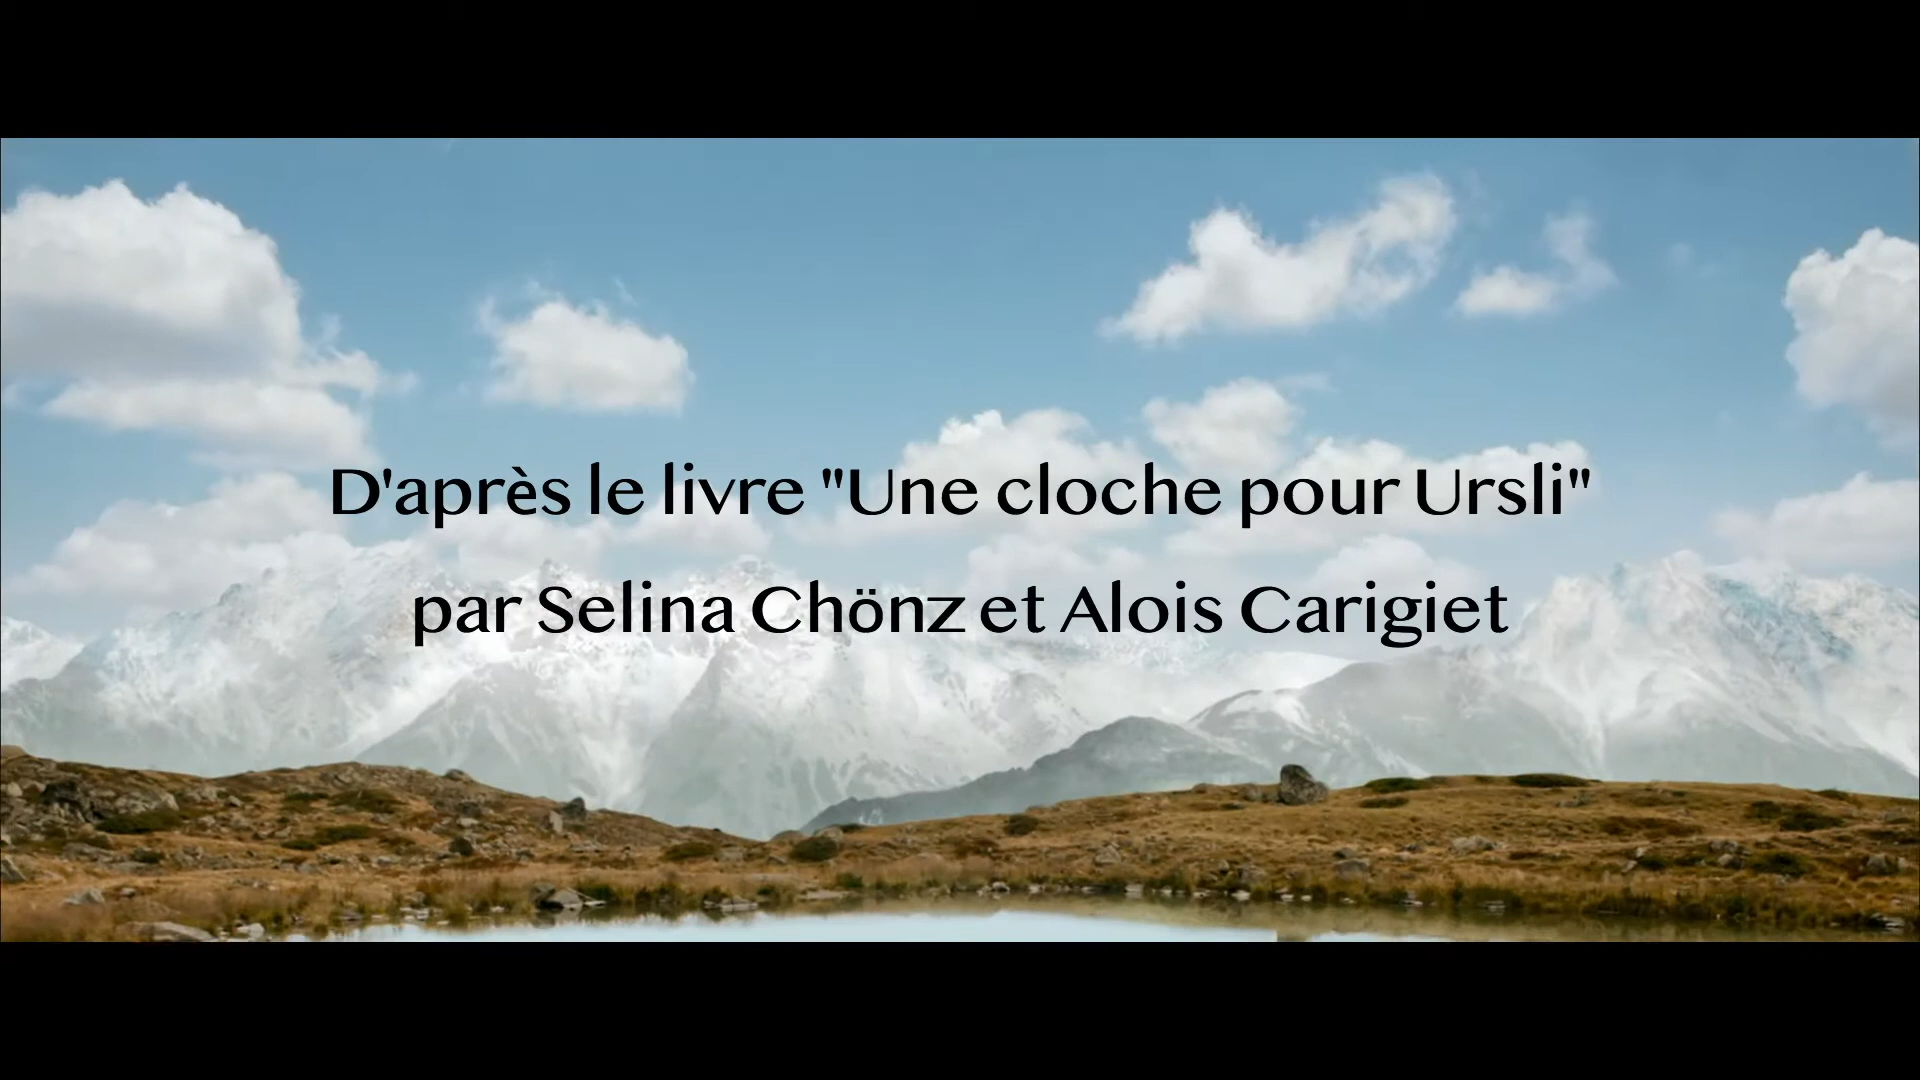 D'après le livre "Une cloche pour Ursli"
par Selina Chönz et Alois Carigiet